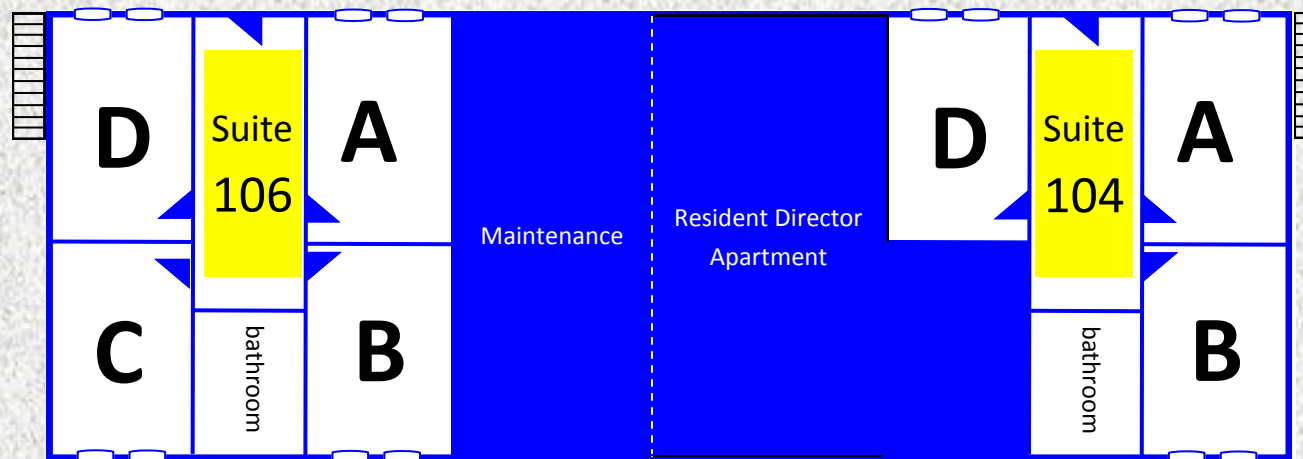 D
Suite
106
A
C
bathroom
B
Maintenance
Resident Director
Apartment
D
Suite
104
A
bathroom
B